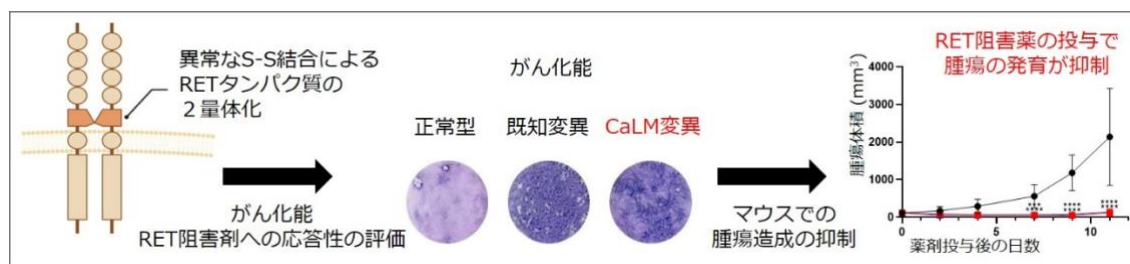 異常なS-S結合による
RETタンパク質の
２量体化
がん化能
RET阻害剤への応答性の評価
がん化能
正常型 既知変異 CaLM変異
マウスでの
腫瘍造成の抑制
RET阻害薬の投与で
腫瘍の発育が抑制
腫瘍体積 (mm³)
4000
3000
2000
1000
0
0 5 10
薬剤投与後の日数